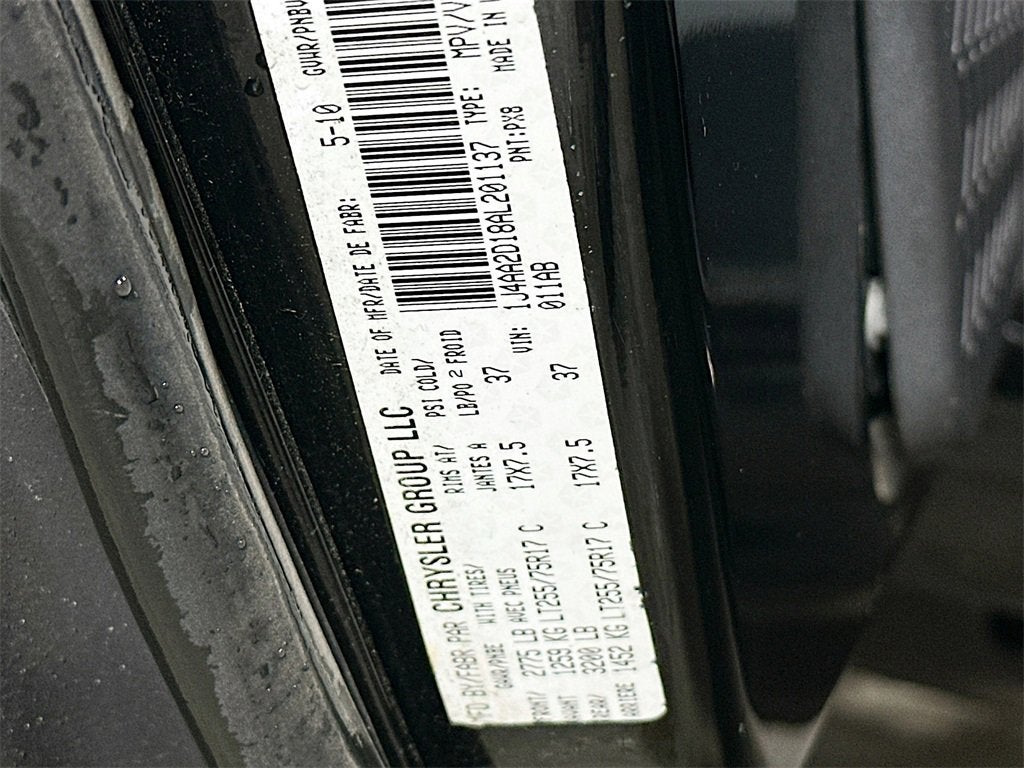 MFD BY/FABR PAR CHRYSLER GROUP LLC DATE OF MFR/DATE DE FABR: 5-10 GVWR/PNBV
GAWR/PNBE WITH TIRES/ RIMS AT/ PSI COLD/
AVEC PNEUS JANTES A LB/PO 2 FROID
FRONT/ 2775 LB
AVANT 1259 KG LT255/75R17 C 17X7.5 37
REAR/ 3200 LB
ARRIERE 1452 KG LT255/75R17 C 17X7.5 37
VIN: 1J4AA2D18AL201137 TYPE: MPV/V
011AB PNT:PX8 MADE IN